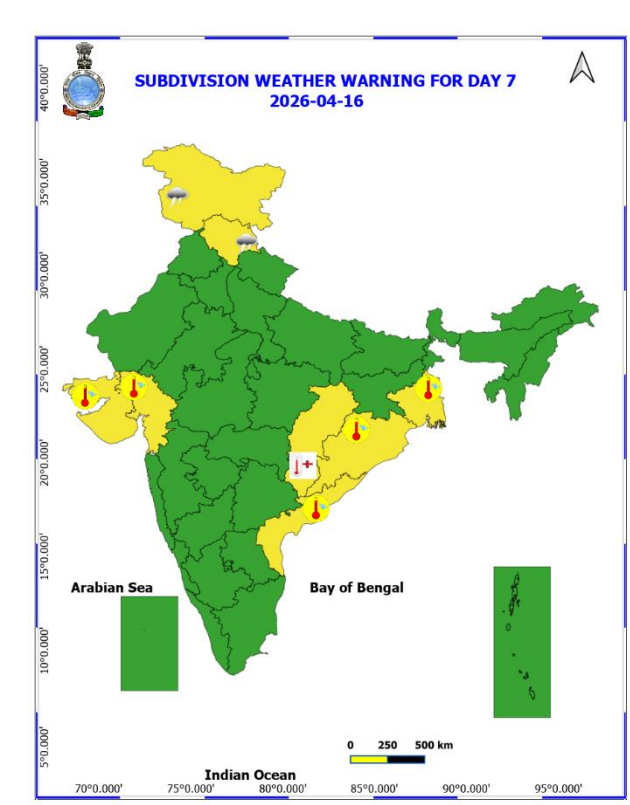 SUBDIVISION WEATHER WARNING FOR DAY 7
2026-04-16
40°0.000'
35°0.000'
30°0.000'
25°0.000'
20°0.000'
15°0.000'
10°0.000'
5°0.000'
Arabian Sea
Bay of Bengal
0 250 500 km
Indian Ocean
70°0.000' 75°0.000' 80°0.000' 85°0.000' 90°0.000' 95°0.000'